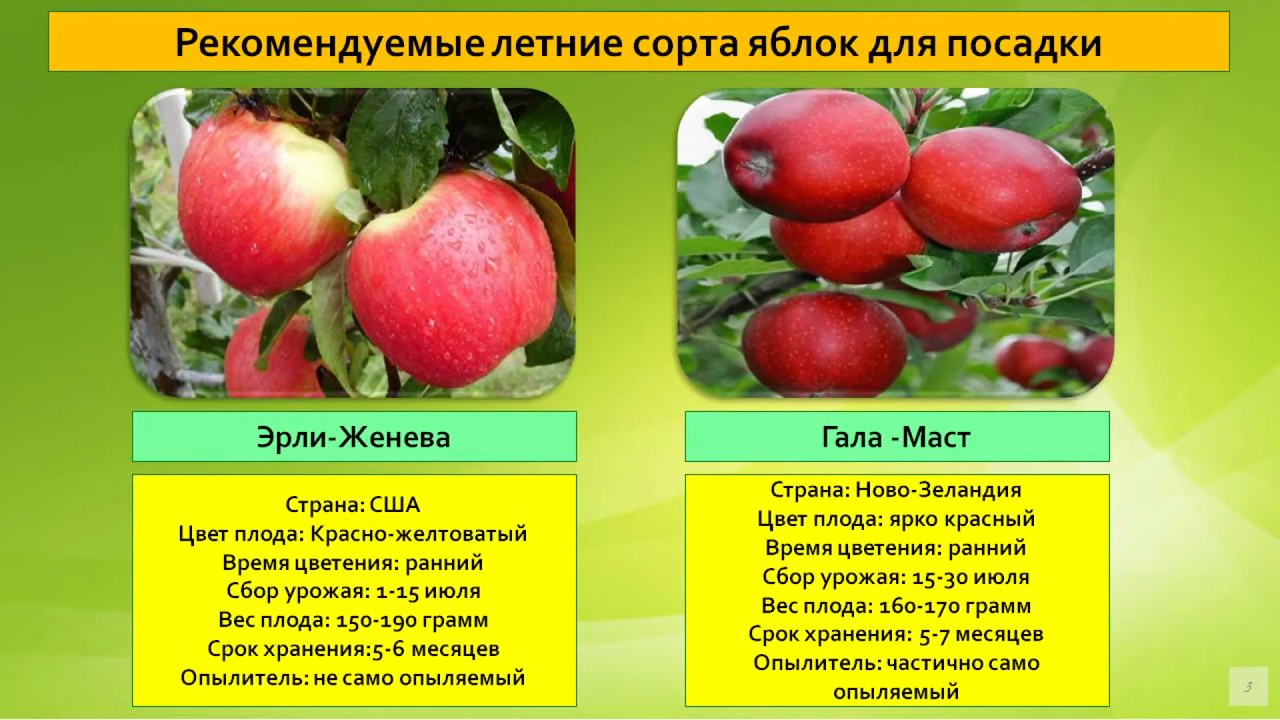 Рекомендуемые летние сорта яблок для посадки
Эрли-Женева
Страна: США
Цвет плода: Красно-желтоватый
Время цветения: ранний
Сбор урожая: 1-15 июля
Вес плода: 150-190 грамм
Срок хранения:5-6 месяцев
Опылитель: не само опыляемый
Гала -Маст
Страна: Ново-Зеландия
Цвет плода: ярко красный
Время цветения: ранний
Сбор урожая: 15-30 июля
Вес плода: 160-170 грамм
Срок хранения: 5-7 месяцев
Опылитель: частично само
опыляемый
3